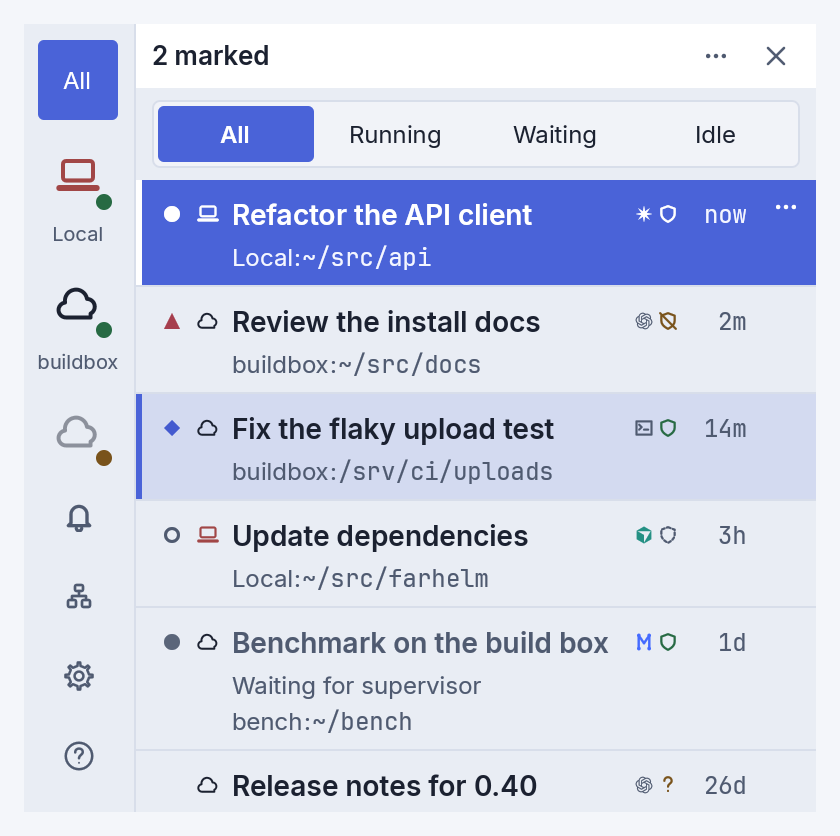 2 marked
All
All Running Waiting Idle
Local
buildbox
Refactor the API client now
Local:~/src/api
Review the install docs 2m
buildbox:~/src/docs
Fix the flaky upload test 14m
buildbox:/srv/ci/uploads
Update dependencies 3h
Local:~/src/farhelm
Benchmark on the build box 1d
Waiting for supervisor
bench:~/bench
Release notes for 0.40 ? 26d